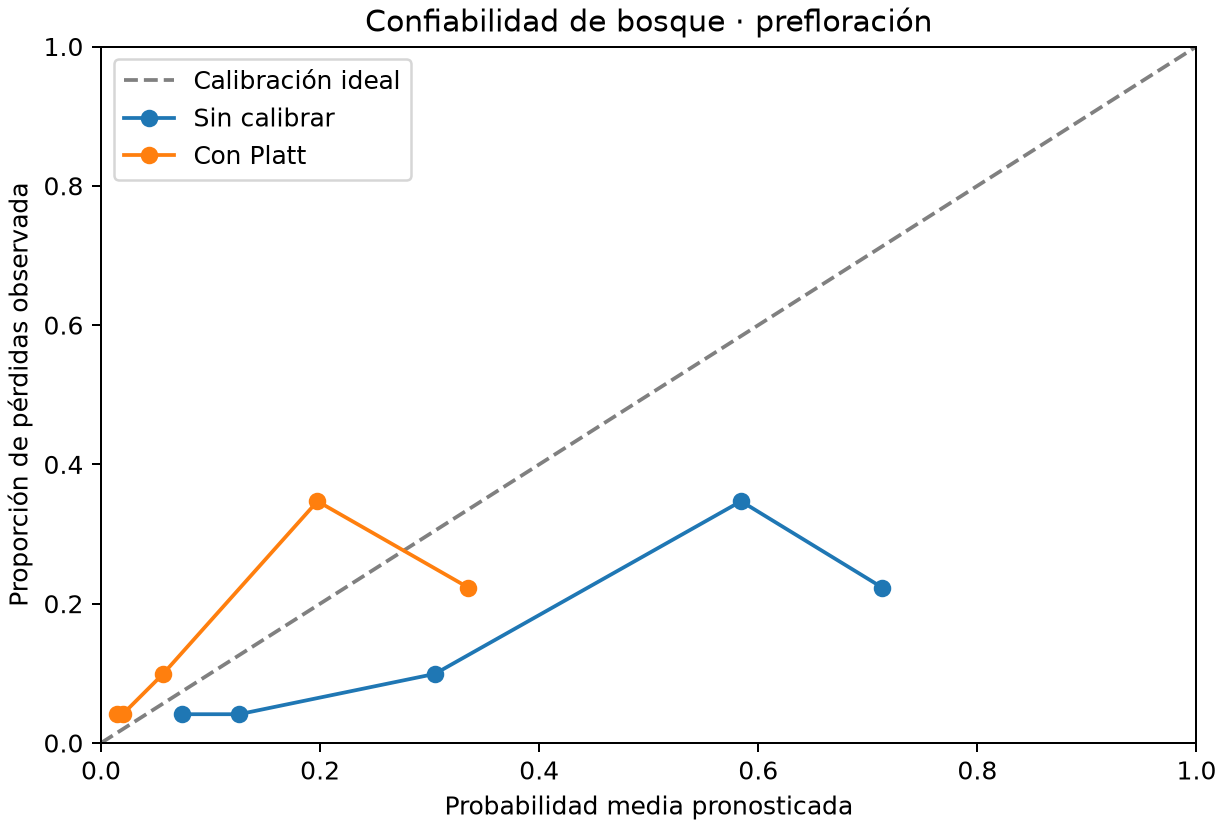 Confiabilidad de bosque · prefloración
Calibración ideal
Sin calibrar
Con Platt
Proporción de pérdidas observada
1.0
0.8
0.6
0.4
0.2
0.0
0.0 0.2 0.4 0.6 0.8 1.0
Probabilidad media pronosticada